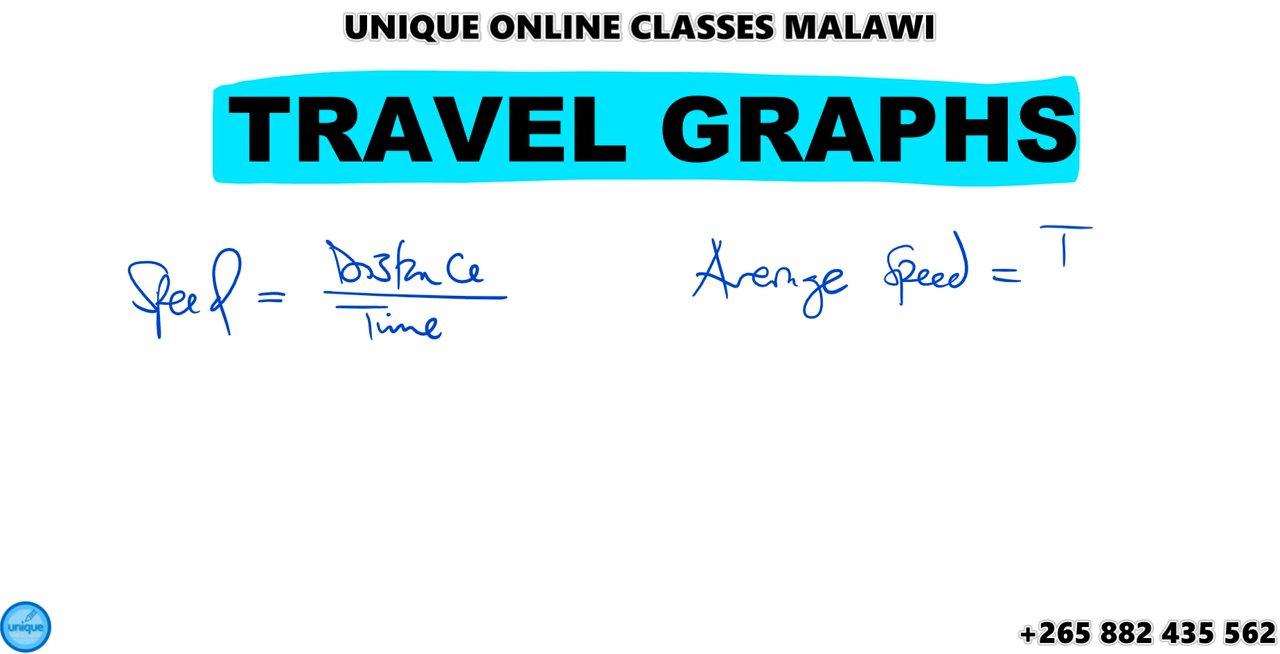 UNIQUE ONLINE CLASSES MALAWI
TRAVEL GRAPHS
Speed = Distance
Time
Average Speed = T
unique
+265 882 435 562